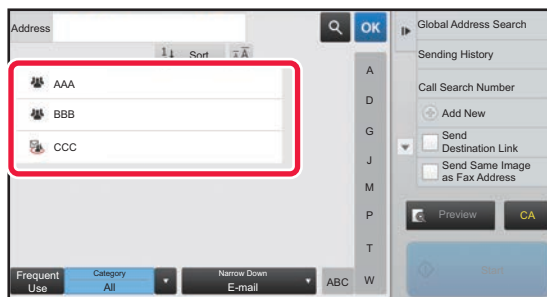 Address
OK
Global Address Search
Sort
Sending History
AAA
A
Call Search Number
BBB
D
Add New
CCC
G
Send
Destination Link
J
Send Same Image
as Fax Address
M
P
Preview
CA
T
Frequent
Use
Category
All
Narrow Down
E-mail
ABC
W
Start